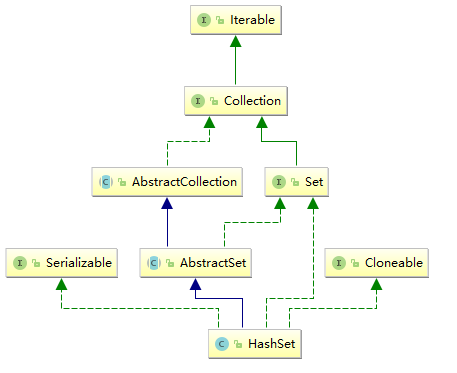 I Iterable
I Collection
C AbstractCollection
I Set
I Serializable
C AbstractSet
I Cloneable
C HashSet